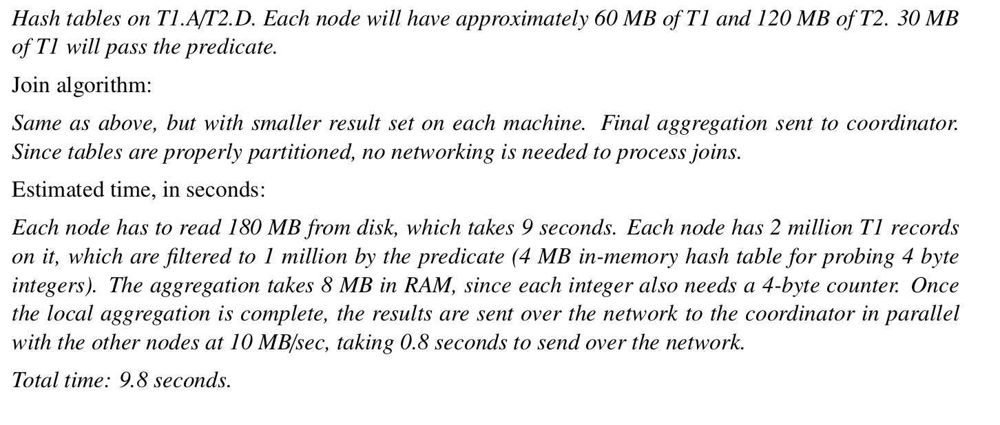 Hash tables on T1.A/T2.D. Each node will have approximately 60 MB of T1 and 120 MB of T2. 30 MB
of T1 will pass the predicate.
Join algorithm:
Same as above, but with smaller result set on each machine. Final aggregation sent to coordinator.
Since tables are properly partitioned, no networking is needed to process joins.
Estimated time, in seconds:
Each node has to read 180 MB from disk, which takes 9 seconds. Each node has 2 million T1 records
on it, which are filtered to 1 million by the predicate (4 MB in-memory hash table for probing 4 byte
integers). The aggregation takes 8 MB in RAM, since each integer also needs a 4-byte counter. Once
the local aggregation is complete, the results are sent over the network to the coordinator in parallel
with the other nodes at 10 MB/sec, taking 0.8 seconds to send over the network.
Total time: 9.8 seconds.